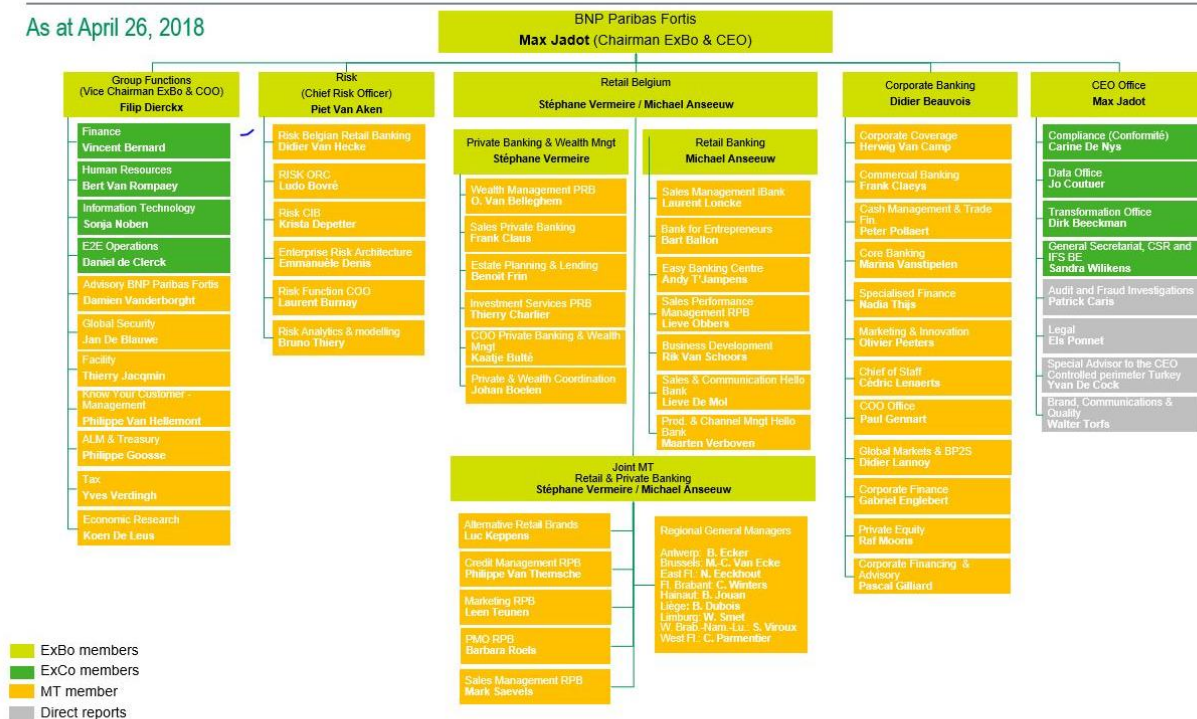 As at April 26, 2018
BNP Paribas Fortis
Max Jadot (Chairman ExBo & CEO)
Group Functions
(Vice Chairman ExBo & COO)
Filip Dierckx
Finance
Vincent Bernard
Human Resources
Bert Van Rompaey
Information Technology
Sonja Noben
E2E Operations
Daniel de Clerck
Advisory BNP Paribas Fortis
Damien Vanderborght
Global Security
Jan De Blauwe
Facility
Thierry Jacqmin
Know Your Customer -
Management
Philippe Van Hellemont
ALM & Treasury
Philippe Goosse
Tax
Yves Verdingh
Economic Research
Koen De Leus
Risk
(Chief Risk Officer)
Piet Van Aken
Risk Belgian Retail Banking
Didier Van Hecke
RISK ORC
Ludo Bovré
Risk CIB
Krista Depetter
Enterprise Risk Architecture
Emmanuèle Denis
Risk Function COO
Laurent Burnay
Risk Analytics & modelling
Bruno Thiery
Retail Belgium
Stéphane Vermeire / Michael Anseeuw
Private Banking & Wealth Mngt
Stéphane Vermeire
Wealth Management PRB
O. Van Belleghem
Sales Private Banking
Frank Claus
Estate Planning & Lending
Benoit Frin
Investment Services PRB
Thierry Charlier
COO Private Banking & Wealth
Mngt
Kaatje Bulté
Private & Wealth Coordination
Johan Boelen
Retail Banking
Michael Anseeuw
Sales Management iBank
Laurent Loncke
Bank for Entrepreneurs
Bart Ballon
Easy Banking Centre
Andy T'Jampens
Sales Performance
Management RPB
Lieve Obbers
Business Development
Rik Van Schoors
Sales & Communication Hello
Bank
Lieve De Mol
Prod. & Channel Mngt Hello
Bank
Maarten Verboven
Joint MT
Retail & Private Banking
Stéphane Vermeire / Michael Anseeuw
Alternative Retail Brands
Luc Keppens
Credit Management RPB
Philippe Van Themsche
Marketing RPB
Leen Teunen
PMO RPB
Barbara Roels
Sales Management RPB
Mark Saevels
Regional General Managers
Antwerp: B. Ecker
Brussels: M.-C. Van Ecke
East Fl.: N. Eeckhout
Fl. Brabant: C. Winters
Hainaut: B. Jouan
Liège: B. Dubois
Limburg: W. Smet
W. Brab.-Nam.-Lu.: S. Viroux
West Fl.: C. Parmentier
Corporate Banking
Didier Beauvois
Corporate Coverage
Herwig Van Camp
Commercial Banking
Frank Claeys
Cash Management & Trade
Fin.
Peter Pollaert
Core Banking
Marina Vanstipelen
Specialised Finance
Nadia Thijs
Marketing & Innovation
Olivier Peeters
Chief of Staff
Cédric Lenaerts
COO Office
Paul Gennart
Global Markets & BP2S
Didier Lannoy
Corporate Finance
Gabriel Englebert
Private Equity
Raf Moons
Corporate Financing &
Advisory
Pascal Gilliard
CEO Office
Max Jadot
Compliance (Conformité)
Carine De Nys
Data Office
Jo Coutuer
Transformation Office
Dirk Beeckman
General Secretariat, CSR and
IFS BE
Sandra Wilikens
Audit and Fraud Investigations
Patrick Caris
Legal
Els Ponnet
Special Advisor to the CEO
Controlled perimeter Turkey
Yvan De Cock
Brand, Communications &
Quality
Walter Torfs
ExBo members
ExCo members
MT member
Direct reports